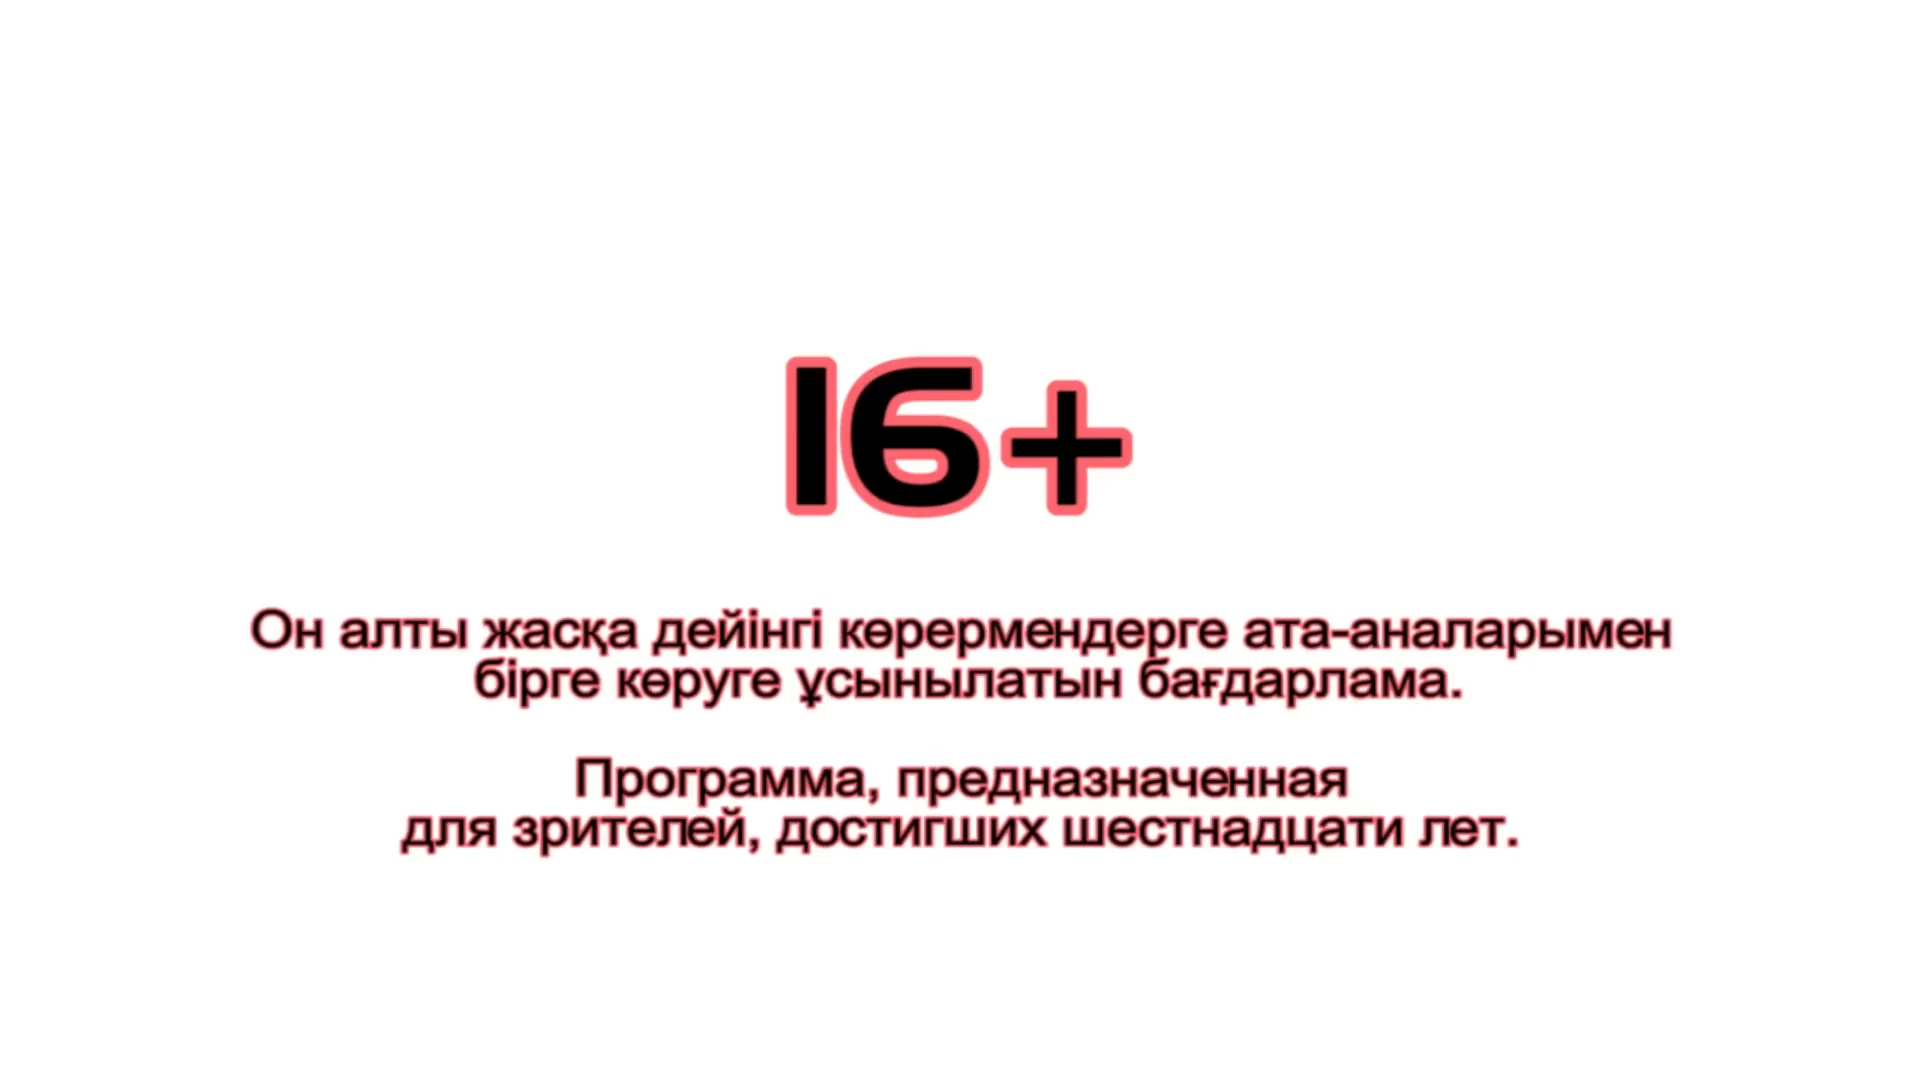 16+
Он алты жасқа дейінгі көрермендерге ата-аналарымен
бірге көруге ұсынылатын бағдарлама.
Программа, предназначенная
для зрителей, достигших шестнадцати лет.